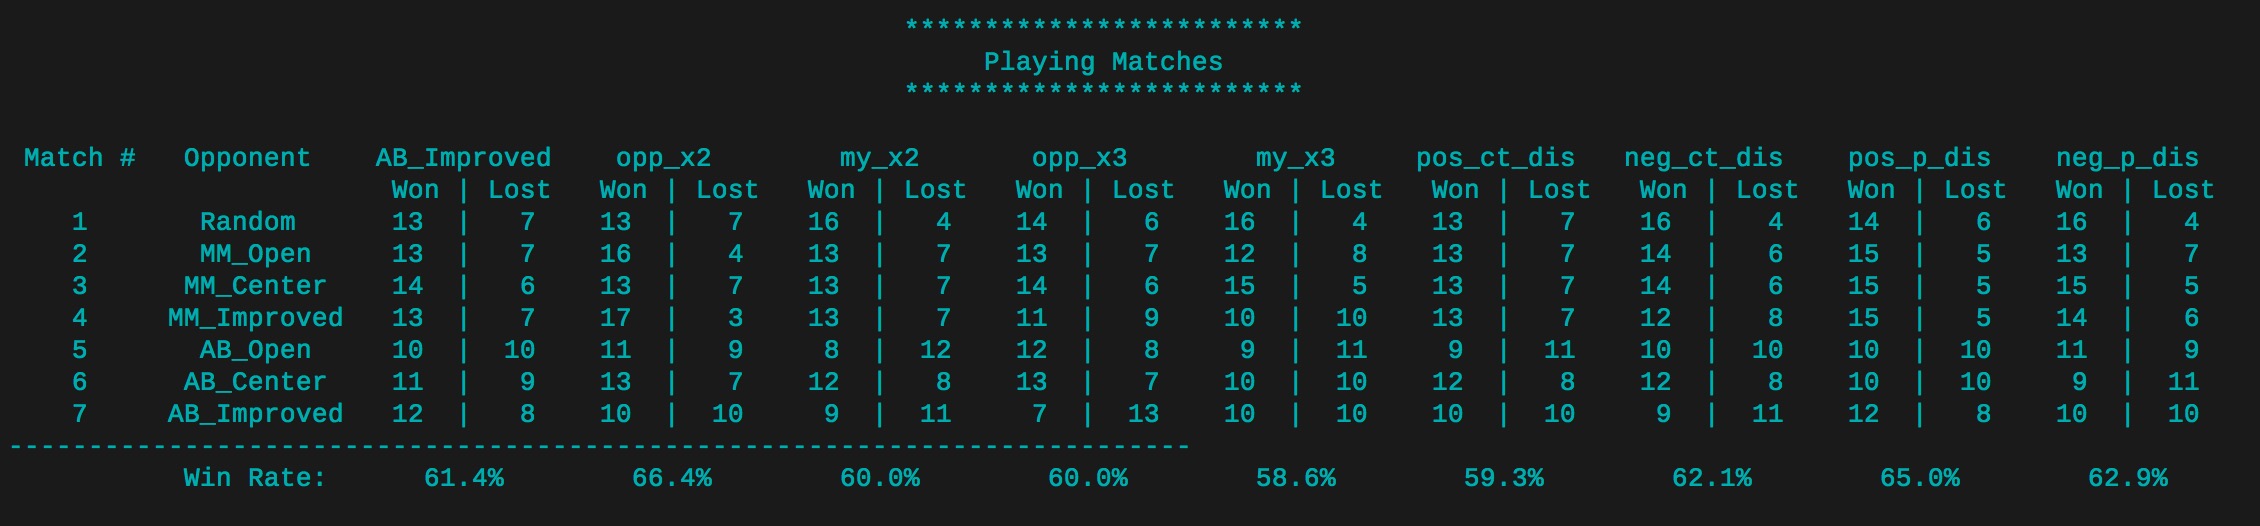 *************************
Playing Matches
*************************
Match # Opponent AB_Improved opp_x2 my_x2 opp_x3 my_x3 pos_ct_dis neg_ct_dis pos_p_dis neg_p_dis
Won | Lost Won | Lost Won | Lost Won | Lost Won | Lost Won | Lost Won | Lost Won | Lost Won | Lost
1 Random 13 | 7 13 | 7 16 | 4 14 | 6 16 | 4 13 | 7 16 | 4 14 | 6 16 | 4
2 MM_Open 13 | 7 16 | 4 13 | 7 13 | 7 12 | 8 13 | 7 14 | 6 15 | 5 13 | 7
3 MM_Center 14 | 6 13 | 7 13 | 7 14 | 6 15 | 5 13 | 7 14 | 6 15 | 5 15 | 5
4 MM_Improved 13 | 7 17 | 3 13 | 7 11 | 9 10 | 10 13 | 7 12 | 8 15 | 5 14 | 6
5 AB_Open 10 | 10 11 | 9 8 | 12 12 | 8 9 | 11 9 | 11 10 | 10 10 | 10 11 | 9
6 AB_Center 11 | 9 13 | 7 12 | 8 13 | 7 10 | 10 12 | 8 12 | 8 10 | 10 9 | 11
7 AB_Improved 12 | 8 10 | 10 9 | 11 7 | 13 10 | 10 10 | 10 9 | 11 12 | 8 10 | 10
--------------------------------------------------------------------------
Win Rate: 61.4% 66.4% 60.0% 60.0% 58.6% 59.3% 62.1% 65.0% 62.9%